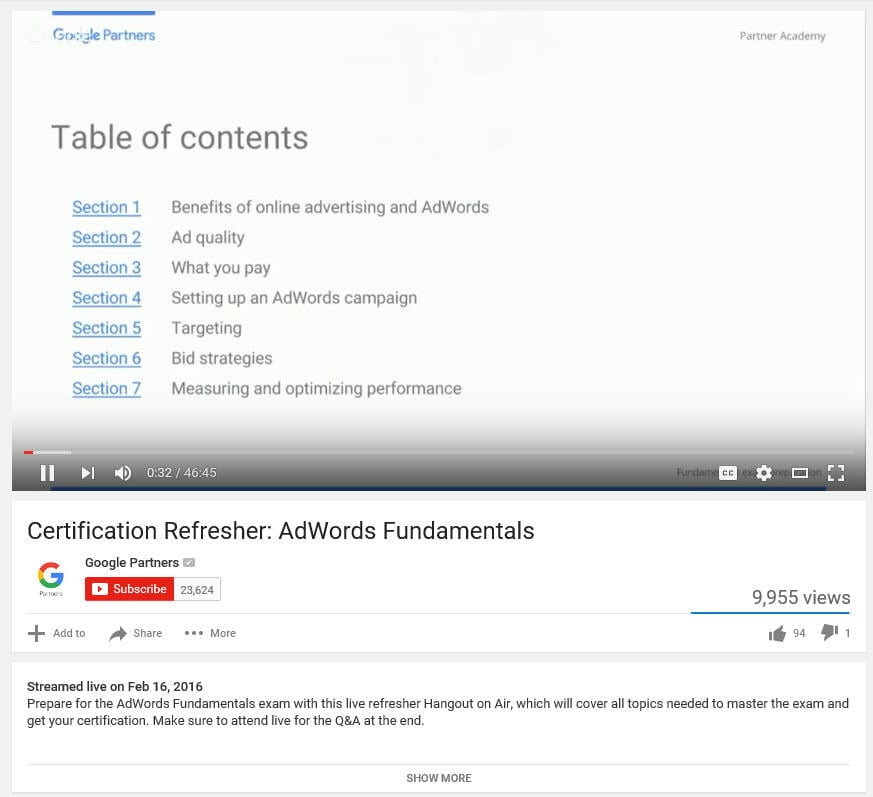 Google Partners
Partner Academy
Table of contents
Section 1 Benefits of online advertising and AdWords
Section 2 Ad quality
Section 3 What you pay
Section 4 Setting up an AdWords campaign
Section 5 Targeting
Section 6 Bid strategies
Section 7 Measuring and optimizing performance
0:32 / 46:45
CC
Certification Refresher: AdWords Fundamentals
Google Partners
G
Partners
Subscribe 23,624
9,955 views
Add to Share More 94 1
Streamed live on Feb 16, 2016
Prepare for the AdWords Fundamentals exam with this live refresher Hangout on Air, which will cover all topics needed to master the exam and
get your certification. Make sure to attend live for the Q&A at the end.
SHOW MORE